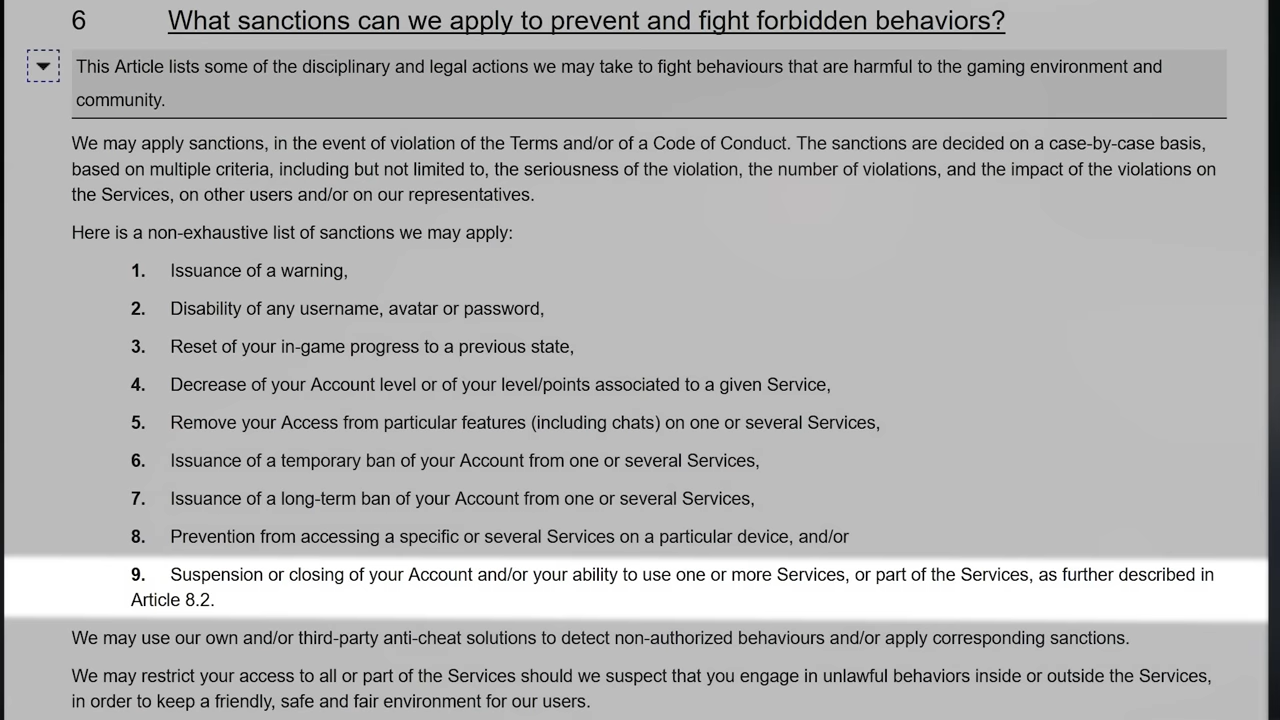 6 What sanctions can we apply to prevent and fight forbidden behaviors?
This Article lists some of the disciplinary and legal actions we may take to fight behaviours that are harmful to the gaming environment and
community.
We may apply sanctions, in the event of violation of the Terms and/or of a Code of Conduct. The sanctions are decided on a case-by-case basis,
based on multiple criteria, including but not limited to, the seriousness of the violation, the number of violations, and the impact of the violations on
the Services, on other users and/or on our representatives.
Here is a non-exhaustive list of sanctions we may apply:
1. Issuance of a warning,
2. Disability of any username, avatar or password,
3. Reset of your in-game progress to a previous state,
4. Decrease of your Account level or of your level/points associated to a given Service,
5. Remove your Access from particular features (including chats) on one or several Services,
6. Issuance of a temporary ban of your Account from one or several Services,
7. Issuance of a long-term ban of your Account from one or several Services,
8. Prevention from accessing a specific or several Services on a particular device, and/or
9. Suspension or closing of your Account and/or your ability to use one or more Services, or part of the Services, as further described in
Article 8.2.
We may use our own and/or third-party anti-cheat solutions to detect non-authorized behaviours and/or apply corresponding sanctions.
We may restrict your access to all or part of the Services should we suspect that you engage in unlawful behaviors inside or outside the Services,
in order to keep a friendly, safe and fair environment for our users.